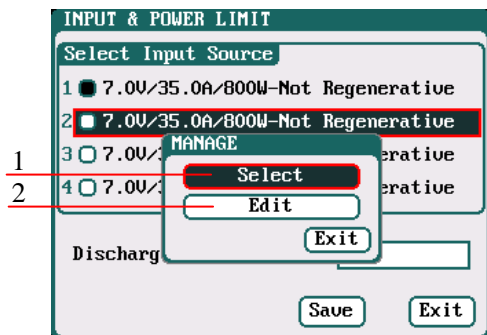 INPUT & POWER LIMIT
Select Input Source
1 7.0V/35.0A/800W-Not Regenerative
2 7.0V/35.0A/800W-Not Regenerative
MANAGE
3 7.0V/3 erative
1 Select
4 7.0V/3 erative
2 Edit
Exit
Discharg
Save Exit